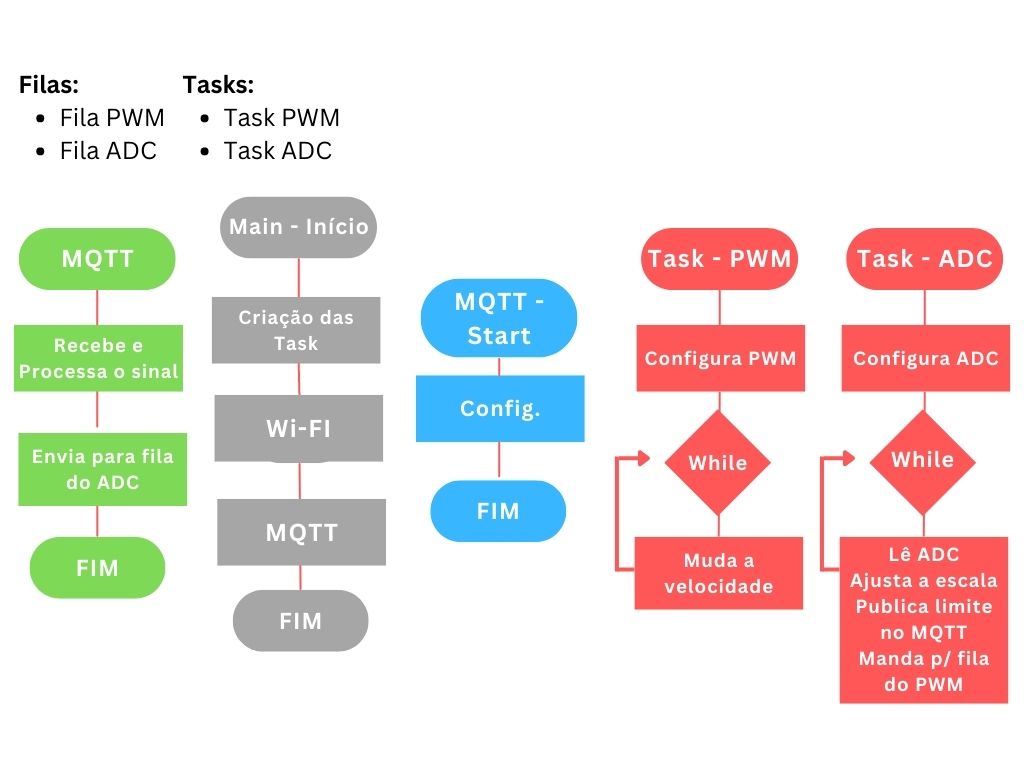 Filas:
Fila PWM
Fila ADC
Tasks:
Task PWM
Task ADC
MQTT
Recebe e
Processa o sinal
Envia para fila
do ADC
FIM
Main - Início
Criação das
Task
Wi-FI
MQTT
FIM
MQTT -
Start
Config.
FIM
Task - PWM
Configura PWM
While
Muda a
velocidade
Task - ADC
Configura ADC
While
Lê ADC
Ajusta a escala
Publica limite
no MQTT
Manda p/ fila
do PWM